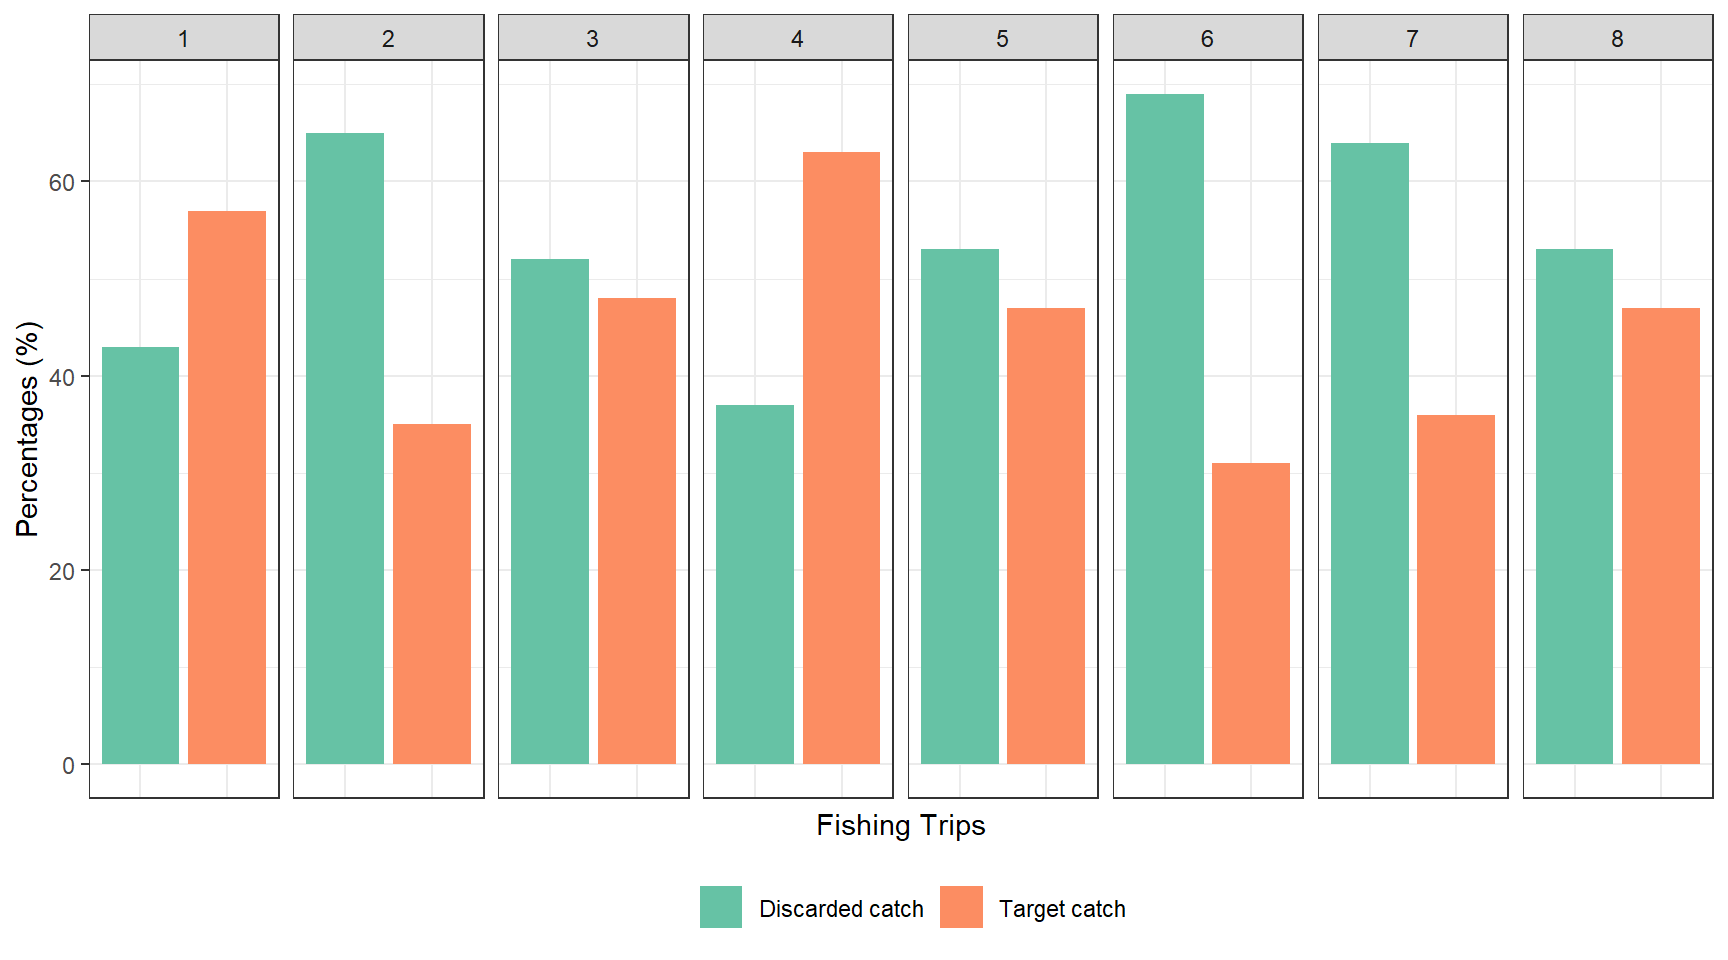 1 2 3 4 5 6 7 8
Percentages (%)
60
40
20
0
Fishing Trips
Discarded catch Target catch